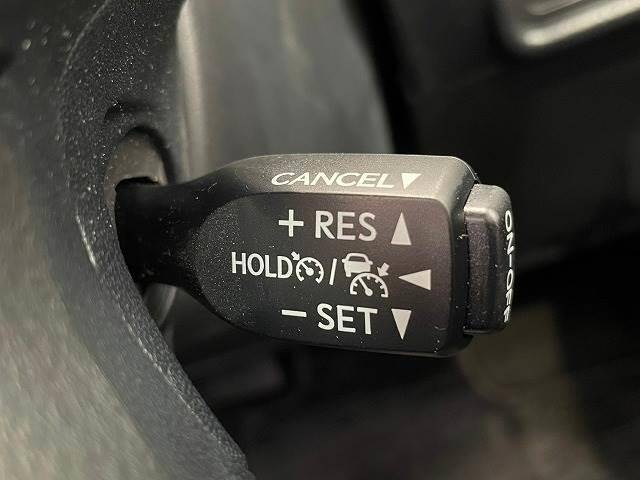 CANCEL▼
+ RES ▲
HOLD / ◀
− SET ▼
ON-OFF